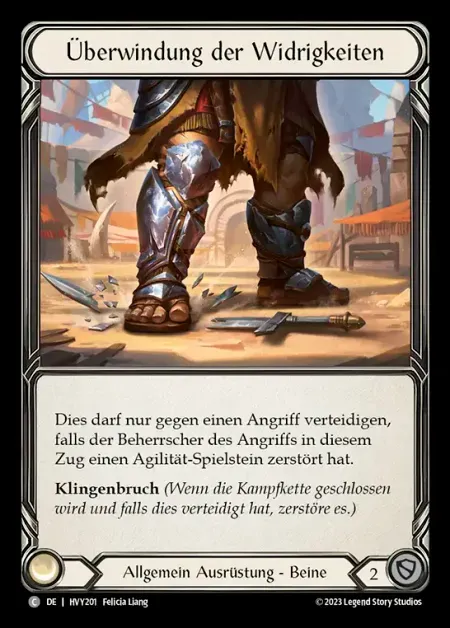 Überwindung der Widrigkeiten
Dies darf nur gegen einen Angriff verteidigen,
falls der Beherrscher des Angriffs in diesem
Zug einen Agilität-Spielstein zerstört hat.
Klingenbruch (Wenn die Kampfkette geschlossen
wird und falls dies verteidigt hat, zerstöre es.)
Allgemein Ausrüstung - Beine
2
C DE | HVY201 Felicia Liang
© 2023 Legend Story Studios